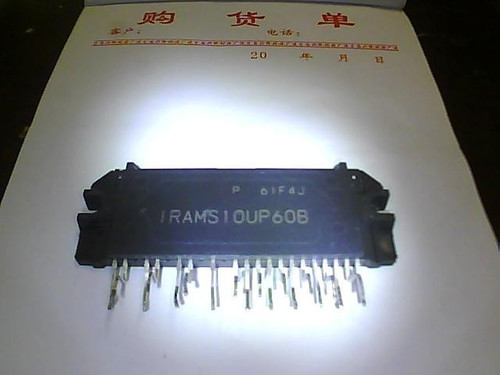 购 货 单
客户: 电话:
20 年 月 日
P 61F4J
IRAMS10UP60B